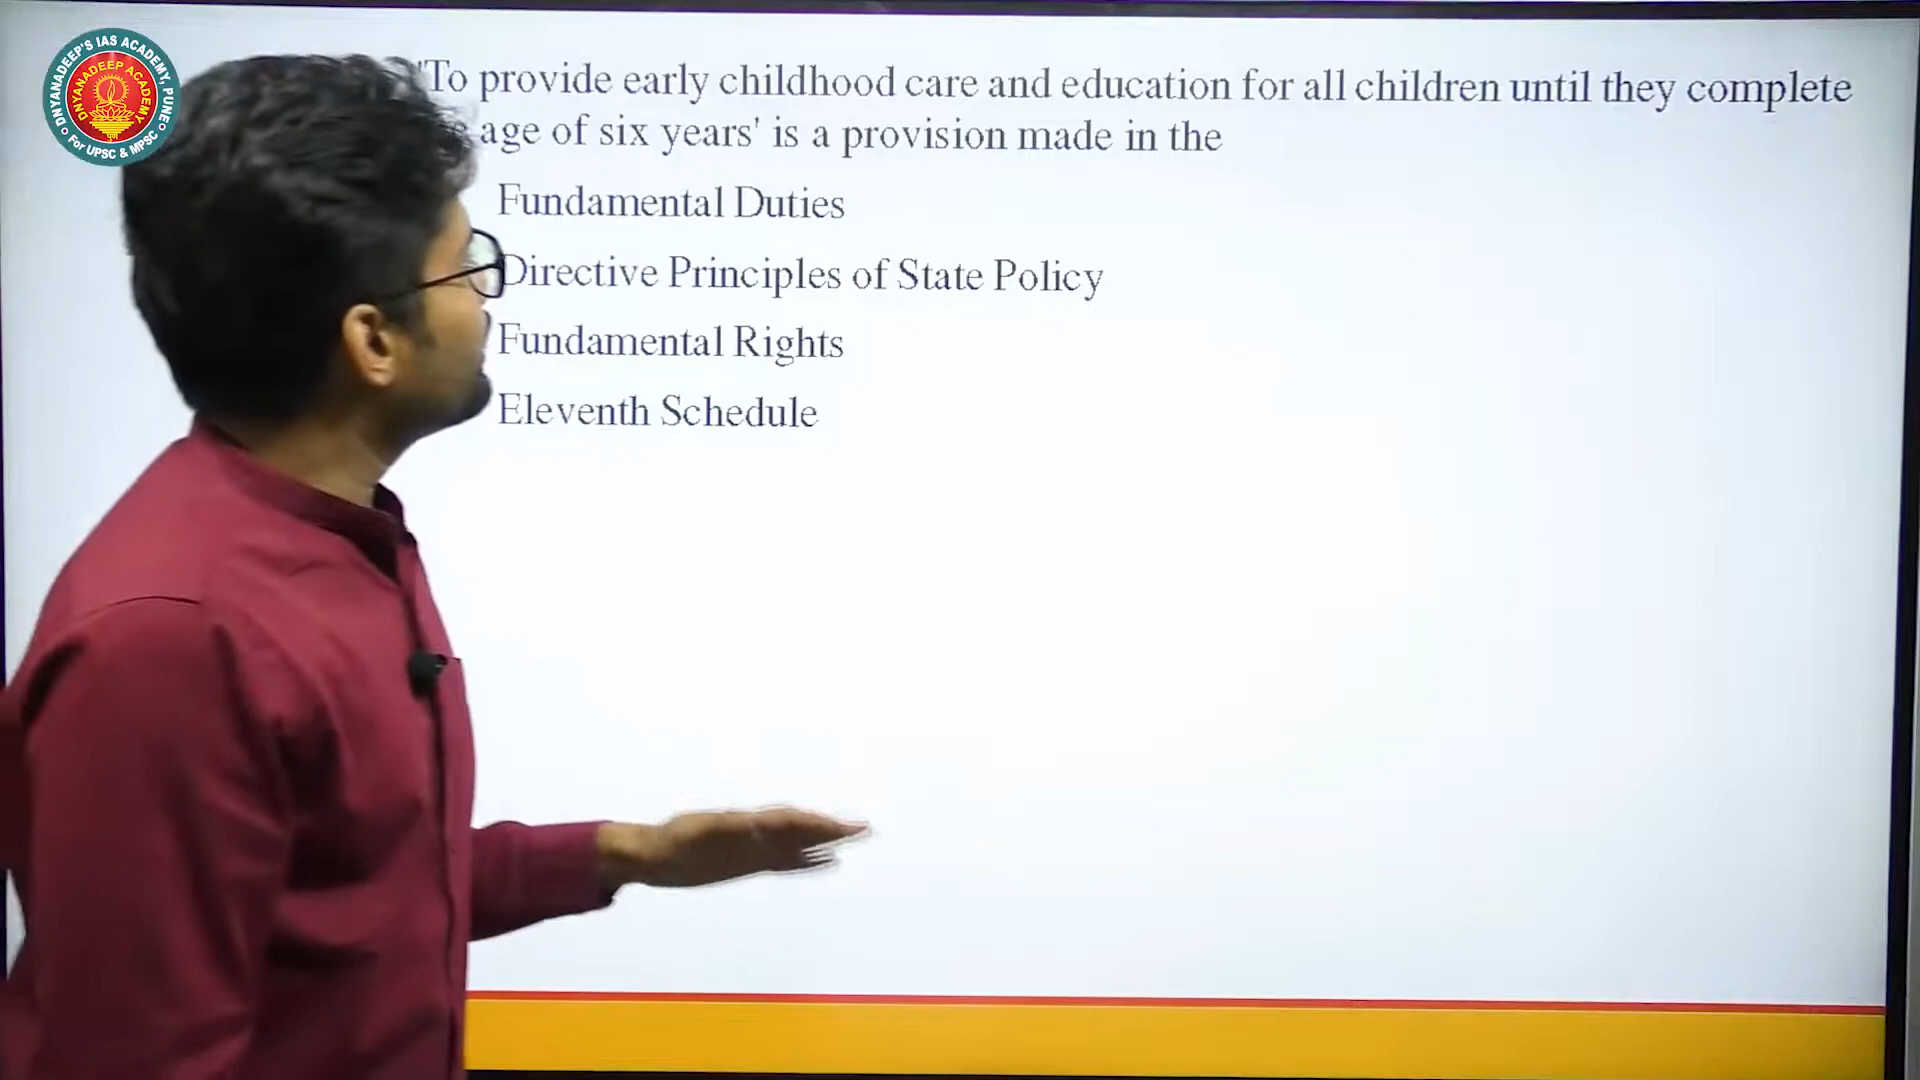 DNYANADEEP'S IAS ACADEMY, PUNE
DNYANADEEP ACADEMY
For UPSC & MPSC
'To provide early childhood care and education for all children until they complete
age of six years' is a provision made in the
Fundamental Duties
Directive Principles of State Policy
Fundamental Rights
Eleventh Schedule